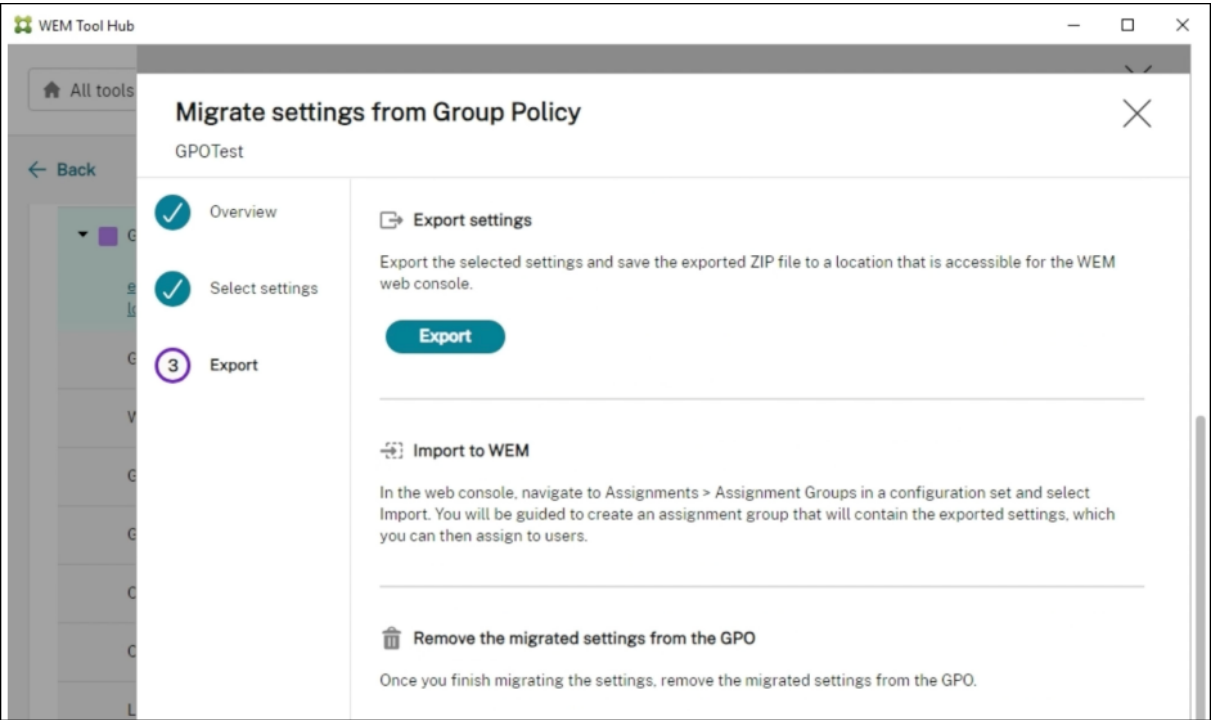 WEM Tool Hub
All tools
Migrate settings from Group Policy
GPOTest
Back
Overview
Select settings
3 Export
Export settings
Export the selected settings and save the exported ZIP file to a location that is accessible for the WEM
web console.
Export
Import to WEM
In the web console, navigate to Assignments > Assignment Groups in a configuration set and select
Import. You will be guided to create an assignment group that will contain the exported settings, which
you can then assign to users.
Remove the migrated settings from the GPO
Once you finish migrating the settings, remove the migrated settings from the GPO.